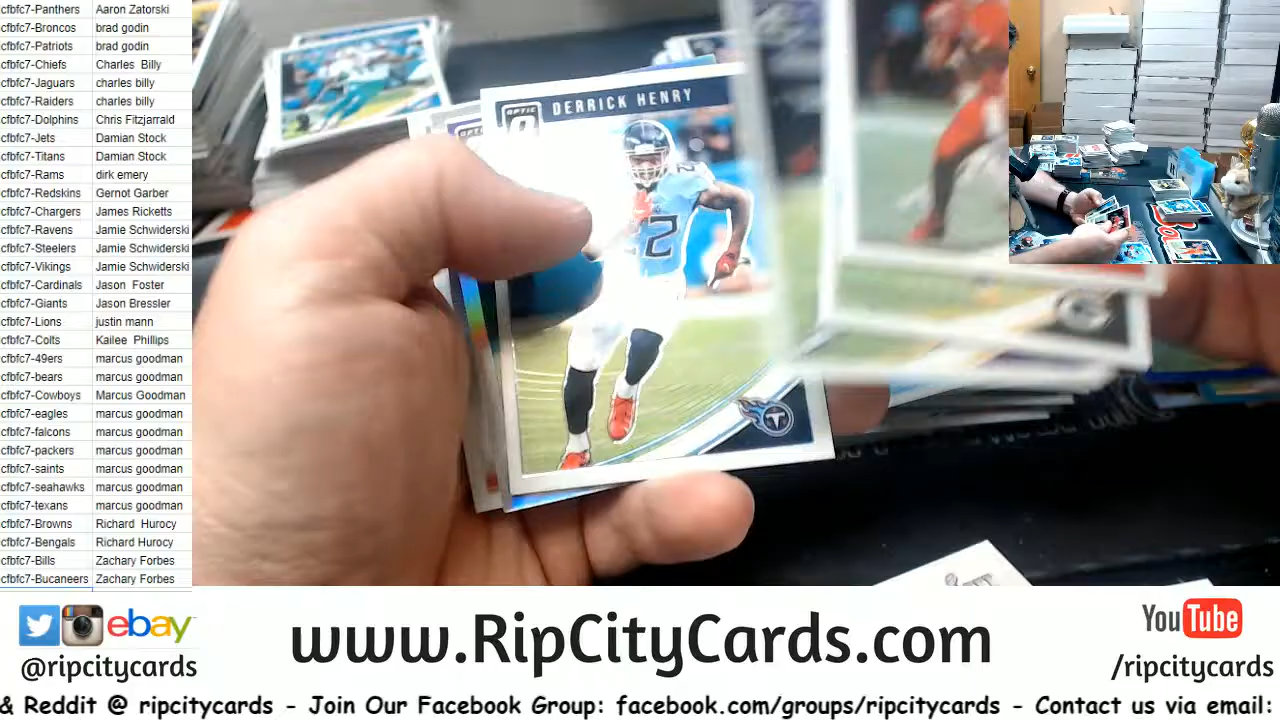 cfbfc7-Panthers Aaron Zatorski
cfbfc7-Broncos brad godin
cfbfc7-Patriots brad godin
cfbfc7-Chiefs Charles Billy
cfbfc7-Jaguars charles billy
cfbfc7-Raiders charles billy
cfbfc7-Dolphins Chris Fitzjarrald
cfbfc7-Jets Damian Stock
cfbfc7-Titans Damian Stock
cfbfc7-Rams dirk emery
cfbfc7-Redskins Gernot Garber
cfbfc7-Chargers James Ricketts
cfbfc7-Ravens Jamie Schwiderski
cfbfc7-Steelers Jamie Schwiderski
cfbfc7-Vikings Jamie Schwiderski
cfbfc7-Cardinals Jason Foster
cfbfc7-Giants Jason Bressler
cfbfc7-Lions justin mann
cfbfc7-Colts Kailee Phillips
cfbfc7-49ers marcus goodman
cfbfc7-bears marcus goodman
cfbfc7-Cowboys Marcus Goodman
cfbfc7-eagles marcus goodman
cfbfc7-falcons marcus goodman
cfbfc7-packers marcus goodman
cfbfc7-saints marcus goodman
cfbfc7-seahawks marcus goodman
cfbfc7-texans marcus goodman
cfbfc7-Browns Richard Hurocy
cfbfc7-Bengals Richard Hurocy
cfbfc7-Bills Zachary Forbes
cfbfc7-Bucaneers Zachary Forbes
OPTIC DERRICK HENRY
22
ebay
@ripcitycards
www.RipCityCards.com
YouTube
/ripcitycards
& Reddit @ ripcitycards - Join Our Facebook Group: facebook.com/groups/ripcitycards - Contact us via email: